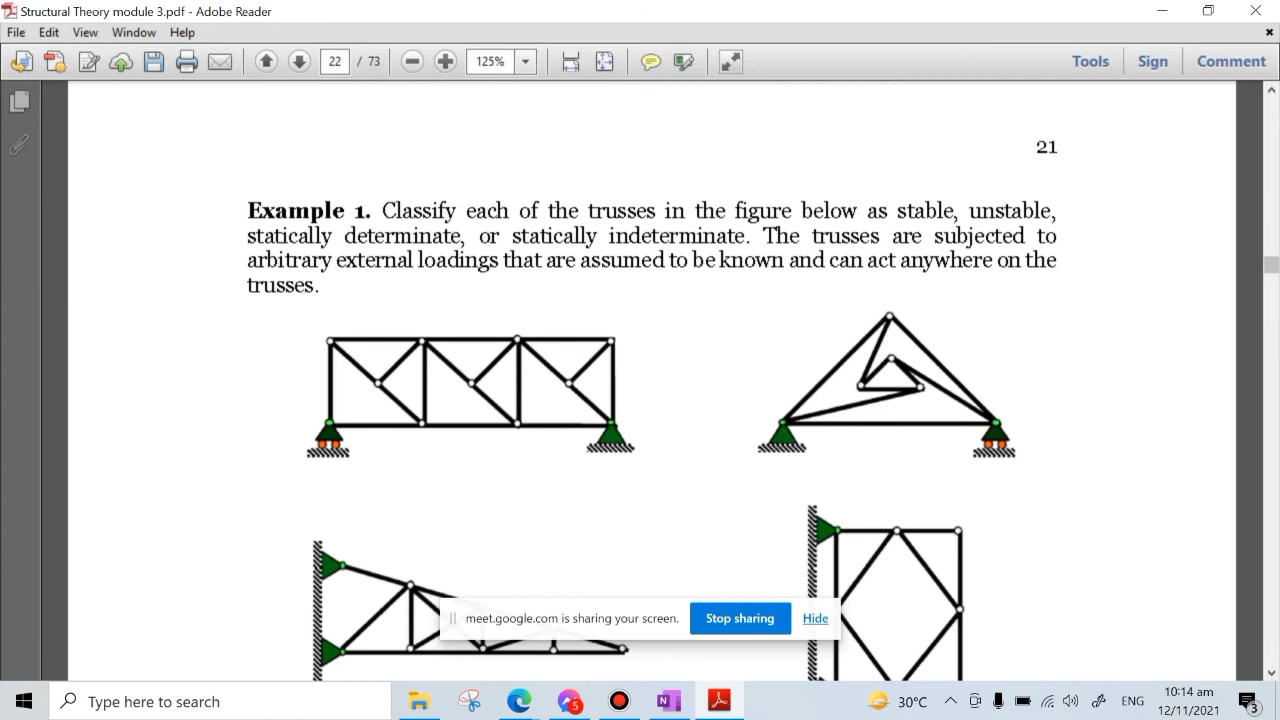 Structural Theory module 3.pdf - Adobe Reader
File Edit View Window Help
22 / 73 125% Tools Sign Comment
21
Example 1. Classify each of the trusses in the figure below as stable, unstable,
statically determinate, or statically indeterminate. The trusses are subjected to
arbitrary external loadings that are assumed to be known and can act anywhere on the
trusses.
meet.google.com is sharing your screen. Stop sharing Hide
Type here to search
5
N
30°C
ENG
10:14 am
12/11/2021
3